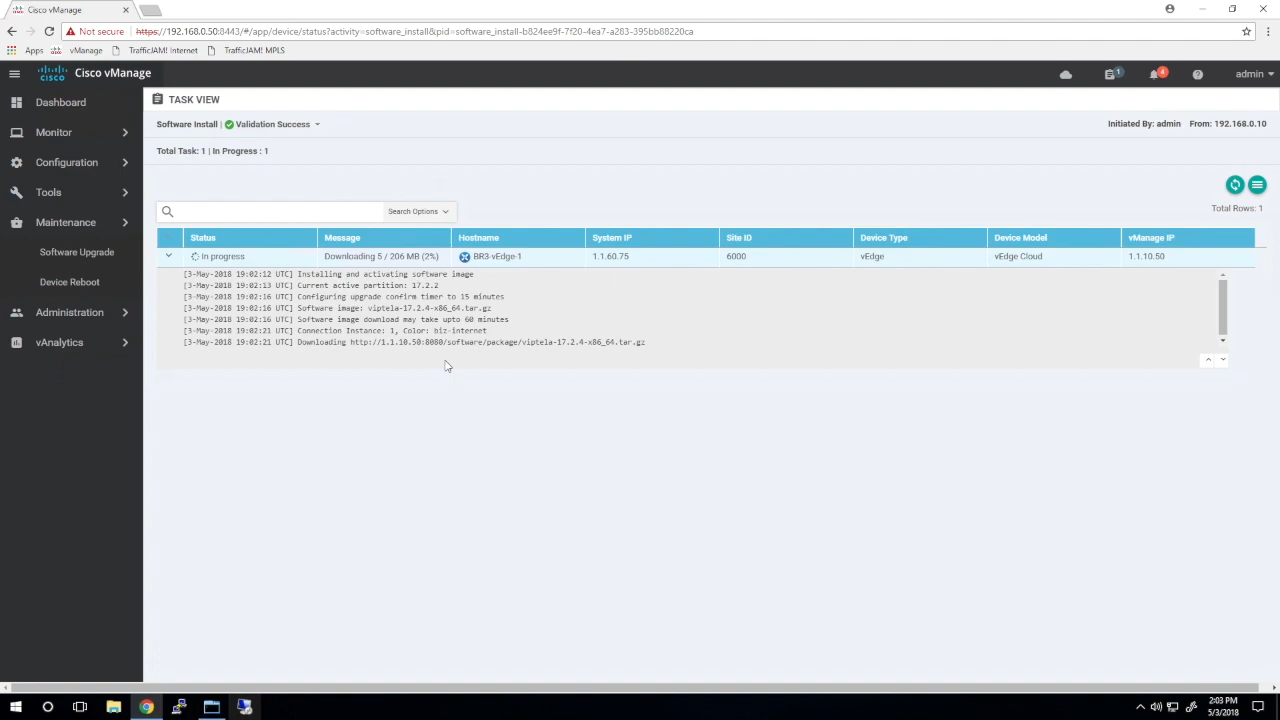 Cisco vManage
Not secure https://192.168.0.50:8443/#/app/device/status?activity=software_install&pid=software_install-b824ee9f-7f20-4ea7-a283-395bb88220ca
Apps vManage TrafficJAM! Internet TrafficJAM! MPLS
cisco Cisco vManage 1 4 admin
Dashboard
Monitor
Configuration
Tools
Maintenance
Software Upgrade
Device Reboot
Administration
vAnalytics
TASK VIEW
Software Install | Validation Success Initiated By: admin From: 192.168.0.10
Total Task: 1 | In Progress : 1
Search Options
Total Rows: 1
Status Message Hostname System IP Site ID Device Type Device Model vManage IP
In progress Downloading 5 / 206 MB (2%) BR3-vEdge-1 1.1.60.75 6000 vEdge vEdge Cloud 1.1.10.50
[3-May-2018 19:02:12 UTC] Installing and activating software image
[3-May-2018 19:02:13 UTC] Current active partition: 17.2.2
[3-May-2018 19:02:16 UTC] Configuring upgrade confirm timer to 15 minutes
[3-May-2018 19:02:16 UTC] Software image: viptela-17.2.4-x86_64.tar.gz
[3-May-2018 19:02:16 UTC] Software image download may take upto 60 minutes
[3-May-2018 19:02:21 UTC] Connection Instance: 1, Color: biz-internet
[3-May-2018 19:02:21 UTC] Downloading http://1.1.10.50:8080/software/package/viptela-17.2.4-x86_64.tar.gz
2:03 PM
5/3/2018